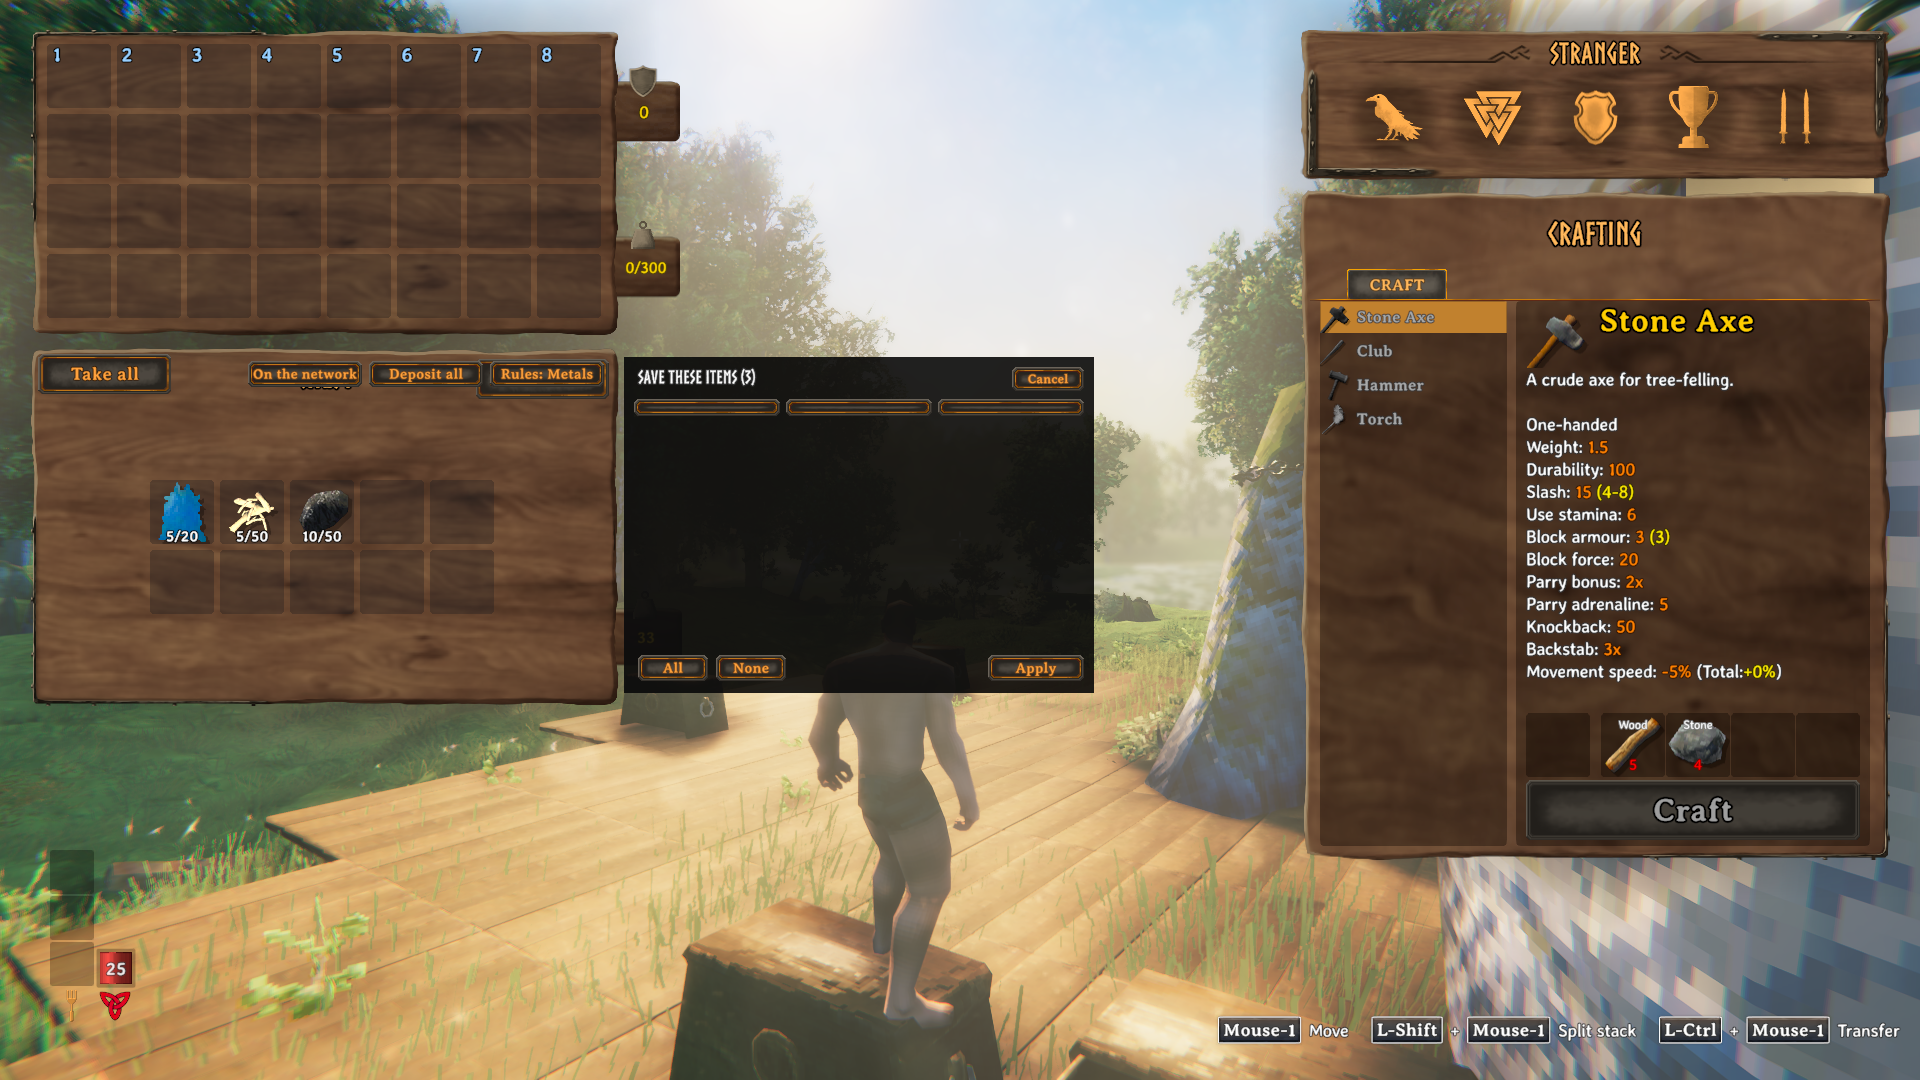 1 2 3 4 5 6 7 8
0
0/300
Take all
On the network
Deposit all
Rules: Metals
5/20
5/50
10/50
SAVE THESE ITEMS (3)
Cancel
33
All
None
Apply
STRANGER
CRAFTING
CRAFT
Stone Axe
Club
Hammer
Torch
Stone Axe
A crude axe for tree-felling.
One-handed
Weight: 1.5
Durability: 100
Slash: 15 (4-8)
Use stamina: 6
Block armour: 3 (3)
Block force: 20
Parry bonus: 2x
Parry adrenaline: 5
Knockback: 50
Backstab: 3x
Movement speed: -5% (Total:+0%)
Wood
5
Stone
4
Craft
25
Mouse-1 Move L-Shift + Mouse-1 Split stack L-Ctrl + Mouse-1 Transfer